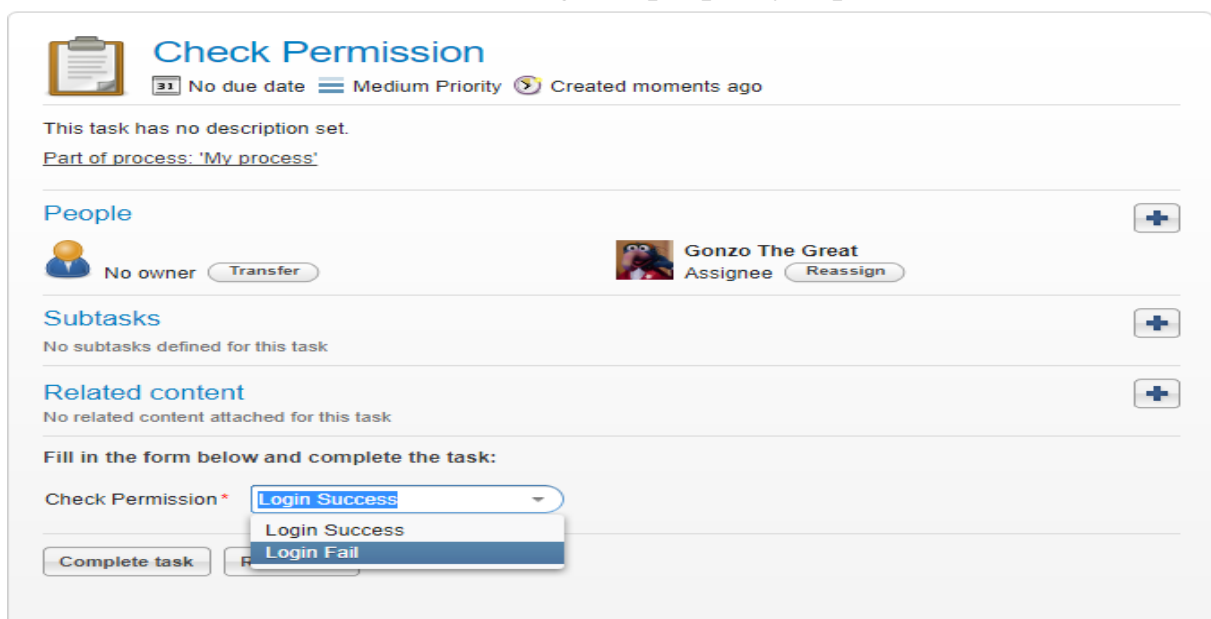 Check Permission
31 No due date Medium Priority Created moments ago
This task has no description set.
Part of process: 'My process'
People
No owner Transfer
Gonzo The Great
Assignee Reassign
Subtasks
No subtasks defined for this task
Related content
No related content attached for this task
Fill in the form below and complete the task:
Check Permission* Login Success
Login Success
Login Fail
Complete task